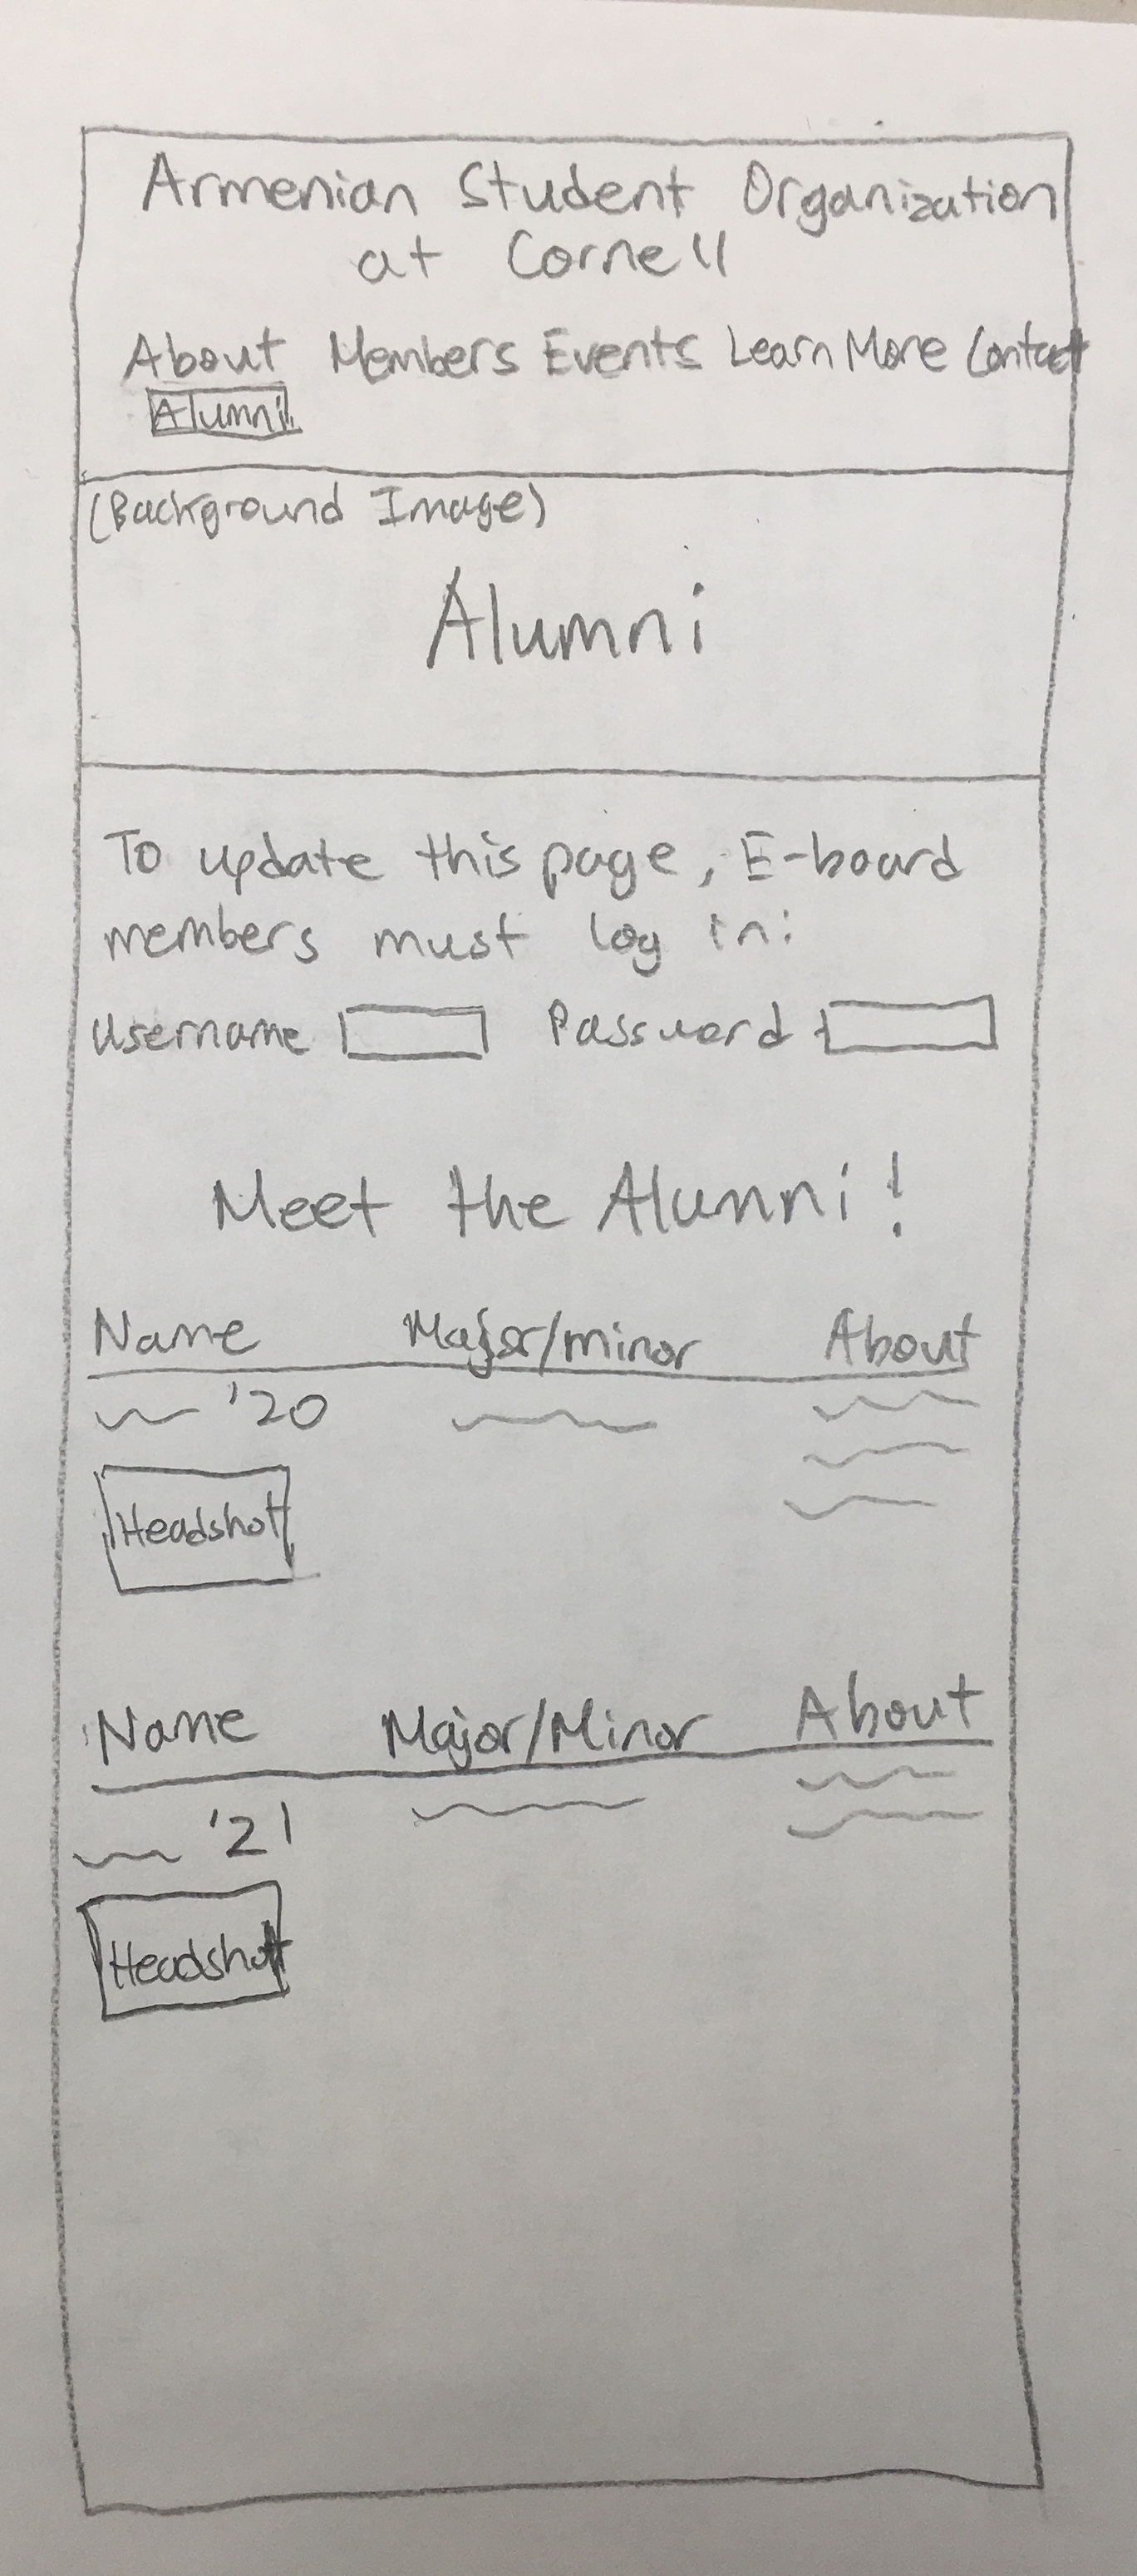 Armenian Student Organization
at Cornell
About Members Events Learn More Contact
Alumni
(Background Image)
Alumni
To update this page, E-board
members must log in:
Username Password
Meet the Alumni!
Name Major/minor About
'20
Headshot
Name Major/Minor About
'21
Headshot